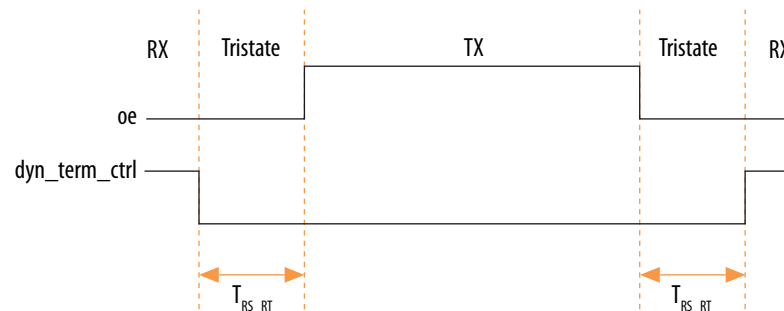 RX Tristate TX Tristate RX
oe
dyn_term_ctrl
T_RS_RT T_RS_RT